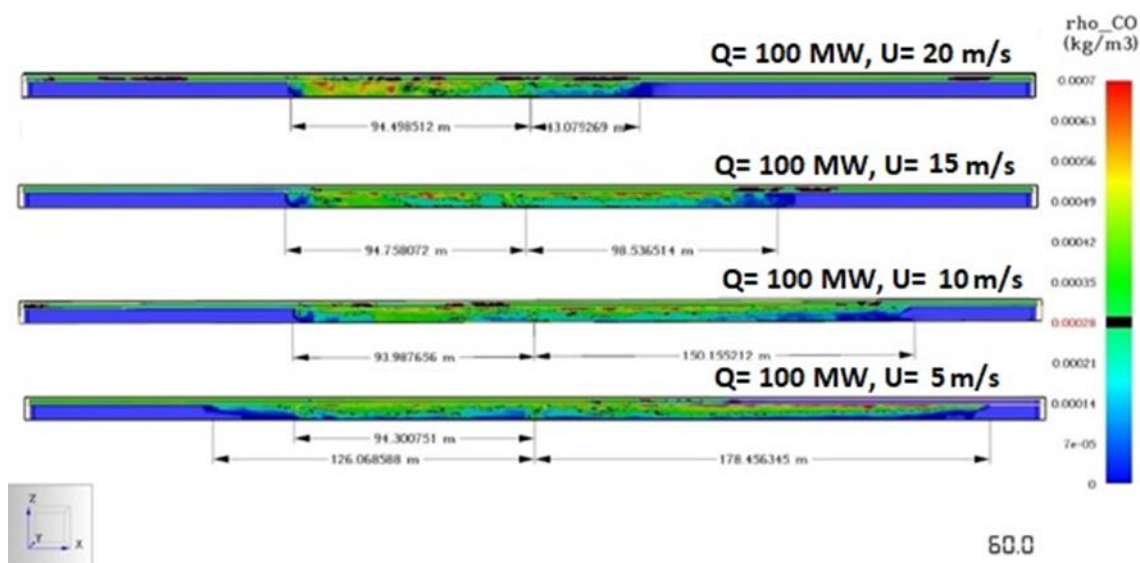 rho_CO
(kg/m3)
Q= 100 MW, U= 20 m/s
0.0007
0.00063
94.498512 m
43.079269 m
0.00056
Q= 100 MW, U= 15 m/s
0.00049
0.00042
94.758072 m
98.536514 m
0.00035
Q= 100 MW, U= 10 m/s
0.00028
93.987656 m
150.155212 m
0.00021
Q= 100 MW, U= 5 m/s
0.00014
94.300751 m
7e-05
126.068588 m
178.456345 m
0
Z
Y
X
60.0